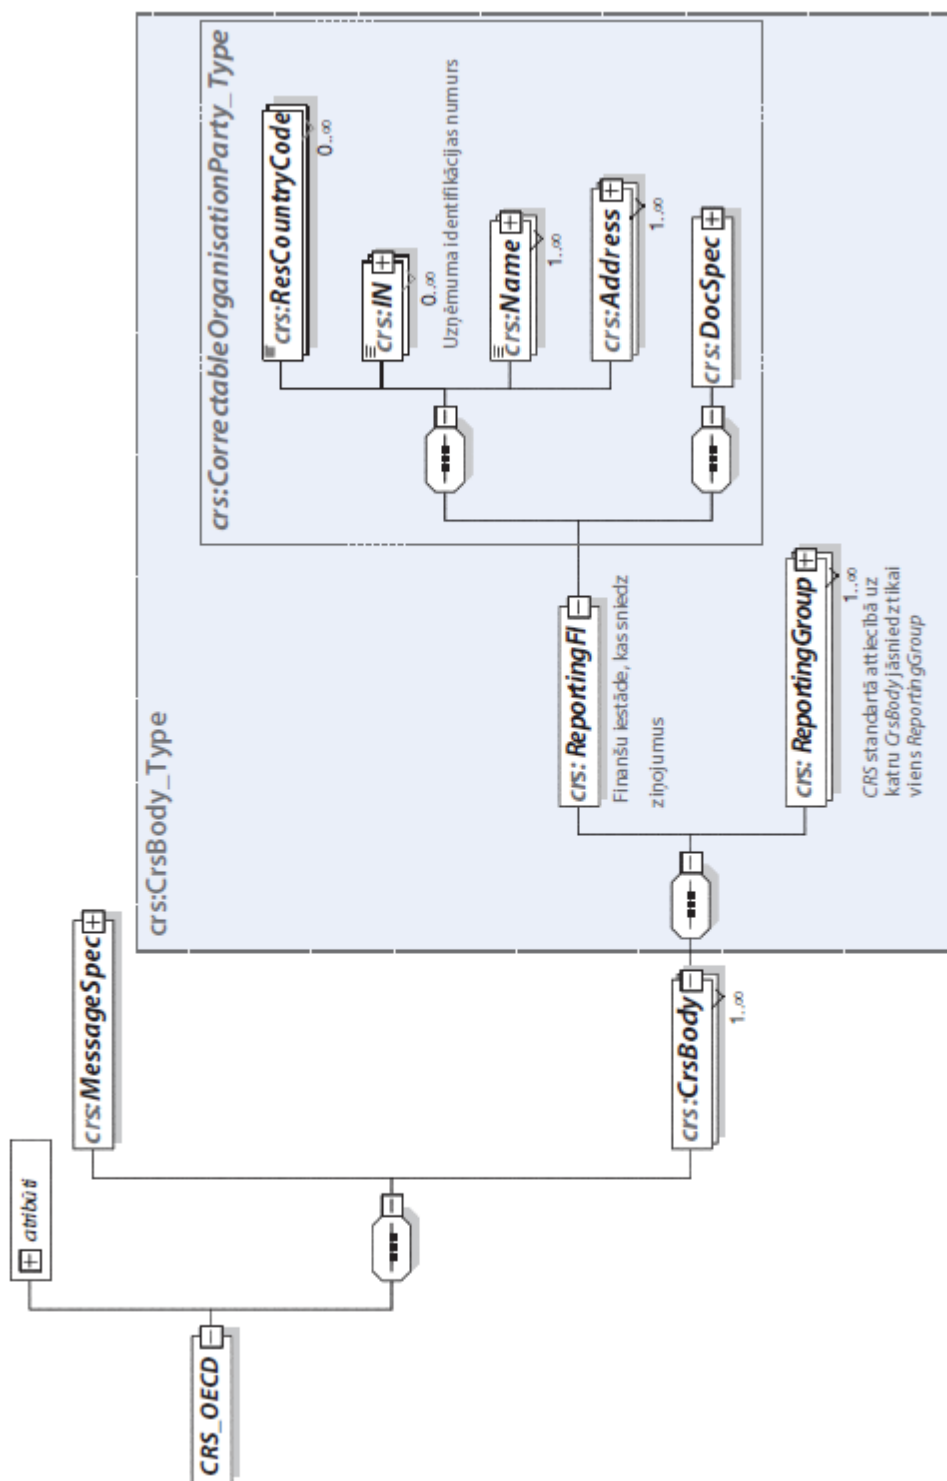 CRS_OECD
atribūti
crs:MessageSpec
crs:CrsBody
1..∞
crs:CrsBody_Type
crs: ReportingFI
Finanšu iestāde, kas sniedz
ziņojumus
crs: ReportingGroup
1..∞
CRS standartā attiecībā uz
katru CrsBody jāsniedz tikai
viens ReportingGroup
crs:CorrectableOrganisationParty_Type
crs:ResCountryCode
0..∞
crs:IN
0..∞
Uzņēmuma identifikācijas numurs
crs:Name
1..∞
crs:Address
1..∞
crs:DocSpec